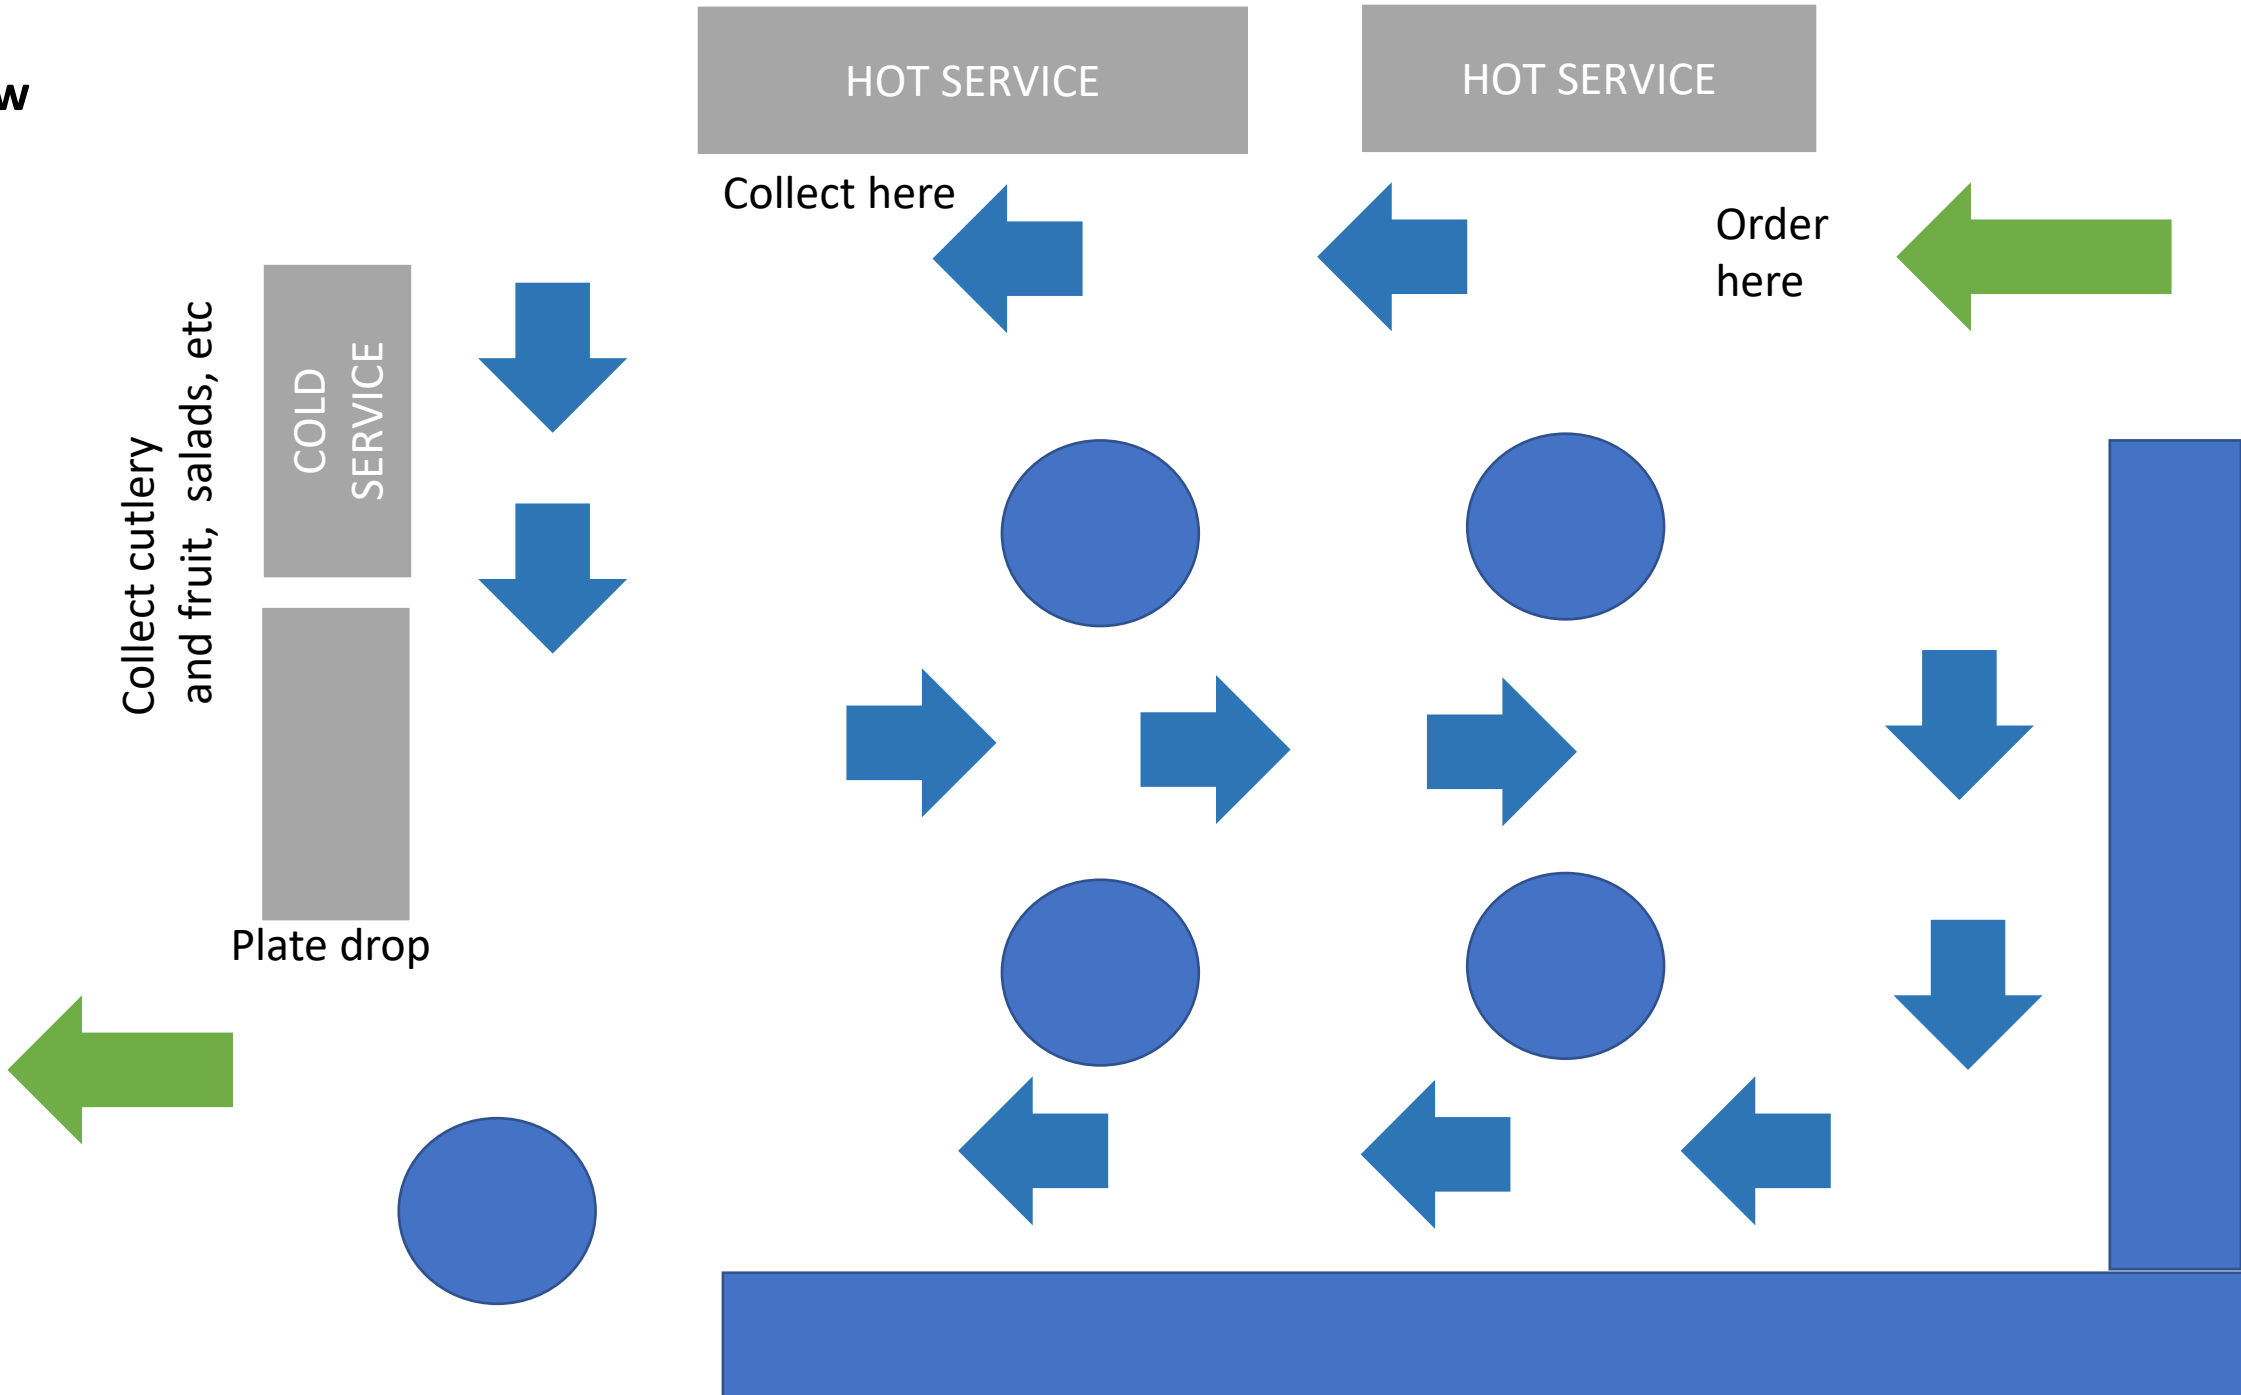 w
HOT SERVICE
HOT SERVICE
Collect here
Order
here
Collect cutlery
and fruit, salads, etc
COLD
SERVICE
Plate drop